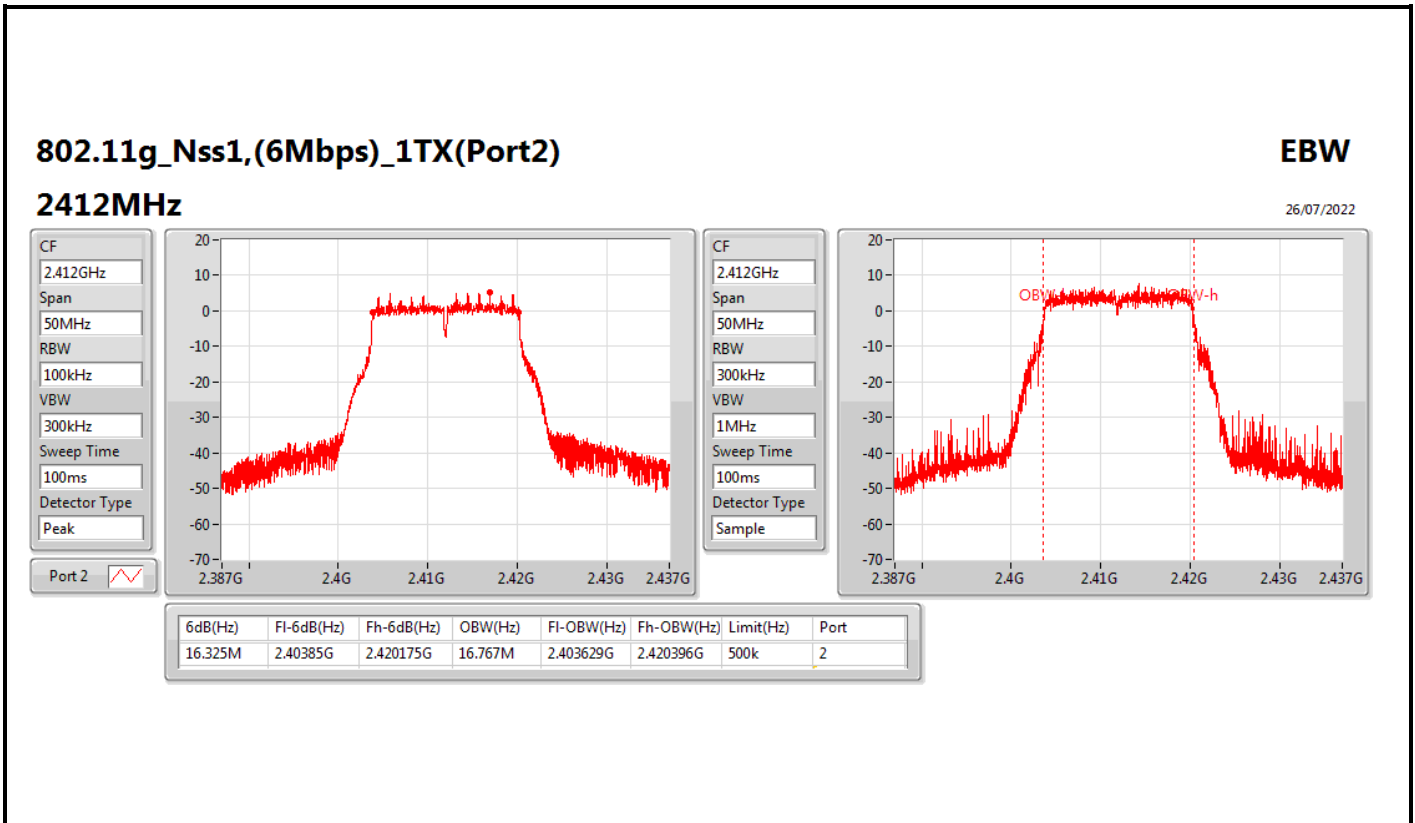 802.11g_Nss1,(6Mbps)_1TX(Port2)
EBW
2412MHz
26/07/2022
CF
2.412GHz
Span
50MHz
RBW
100kHz
VBW
300kHz
Sweep Time
100ms
Detector Type
Peak
Port 2
20
10
0
-10
-20
-30
-40
-50
-60
-70
2.387G 2.4G 2.41G 2.42G 2.43G 2.437G
CF
2.412GHz
Span
50MHz
RBW
300kHz
VBW
1MHz
Sweep Time
100ms
Detector Type
Sample
20
10
0
-10
-20
-30
-40
-50
-60
-70
OBW-h
2.387G 2.4G 2.41G 2.42G 2.43G 2.437G
6dB(Hz) Fl-6dB(Hz) Fh-6dB(Hz) OBW(Hz) Fl-OBW(Hz) Fh-OBW(Hz) Limit(Hz) Port
16.325M 2.40385G 2.420175G 16.767M 2.403629G 2.420396G 500k 2